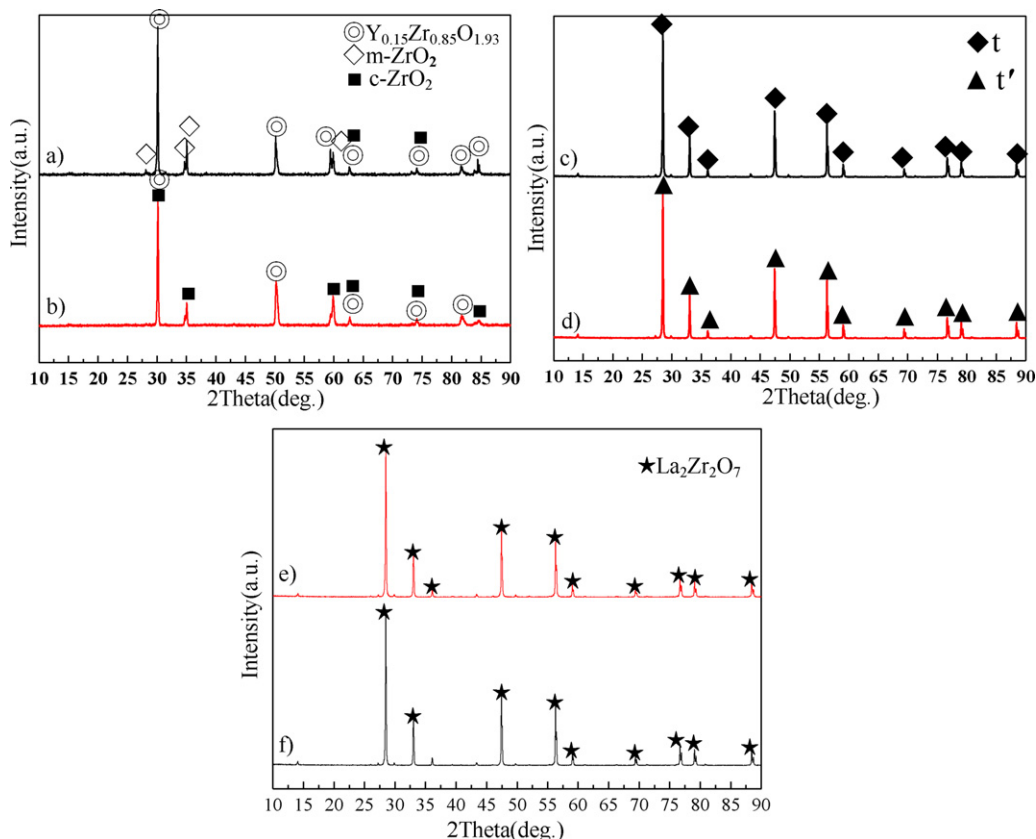 Y₀.₁₅Zr₀.₈₅O₁.₉₃
m-ZrO₂
c-ZrO₂
a)
b)
Intensity(a.u.)
10 15 20 25 30 35 40 45 50 55 60 65 70 75 80 85 90
2Theta(deg.)
t
t′
c)
d)
Intensity(a.u.)
10 15 20 25 30 35 40 45 50 55 60 65 70 75 80 85 90
2Theta(deg.)
La₂Zr₂O₇
e)
f)
Intensity(a.u.)
10 15 20 25 30 35 40 45 50 55 60 65 70 75 80 85 90
2Theta(deg.)